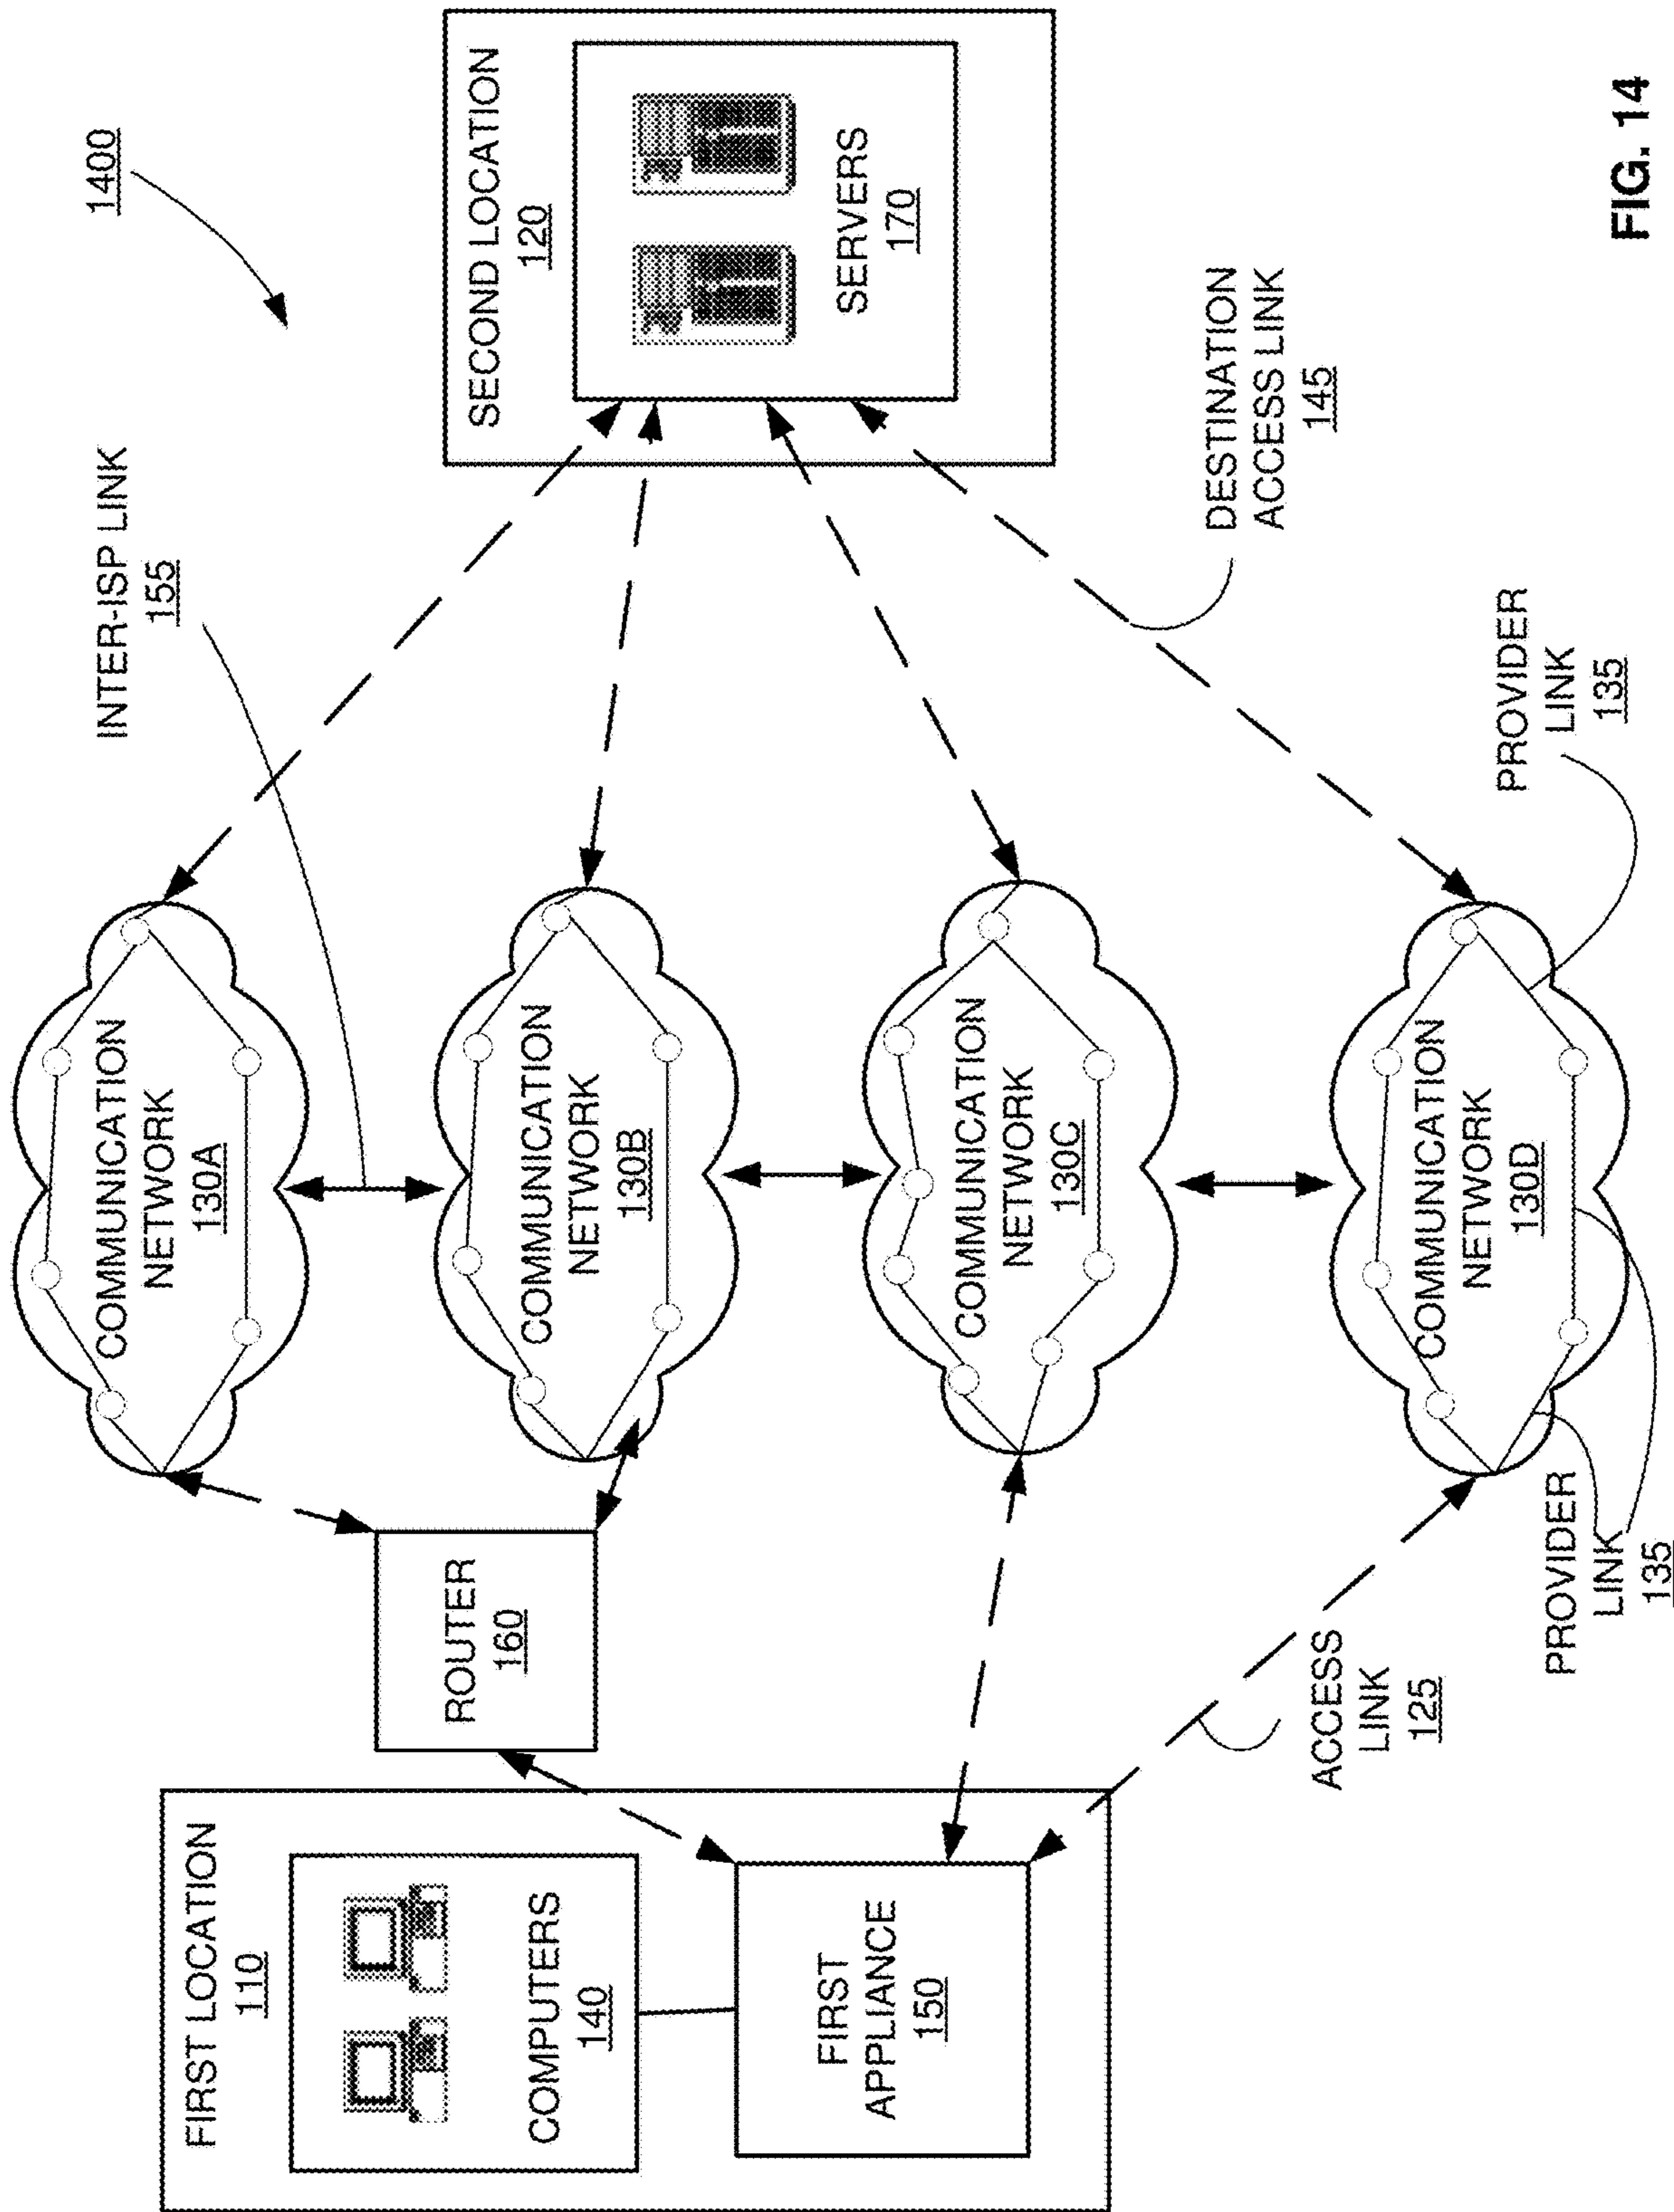 1400
FIRST LOCATION
110
COMPUTERS
140
FIRST
APPLIANCE
150
ROUTER
160
ACCESS
LINK
125
COMMUNICATION
NETWORK
130A
COMMUNICATION
NETWORK
130B
COMMUNICATION
NETWORK
130C
COMMUNICATION
NETWORK
130D
PROVIDER
LINK
135
PROVIDER
LINK
135
INTER-ISP LINK
155
SECOND LOCATION
120
SERVERS
170
DESTINATION
ACCESS LINK
145
FIG. 14